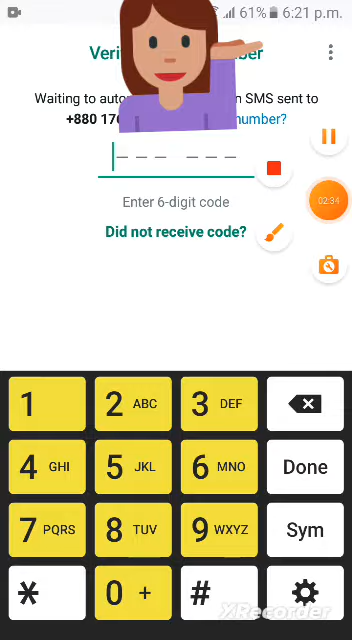 61% 6:21 p.m.
Veri ber
Waiting to auto n SMS sent to
+880 17 number?
Enter 6-digit code
Did not receive code?
02:34
1 2 ABC 3 DEF
4 GHI 5 JKL 6 MNO Done
7 PQRS 8 TUV 9 WXYZ Sym
* 0 + #
XRecorder